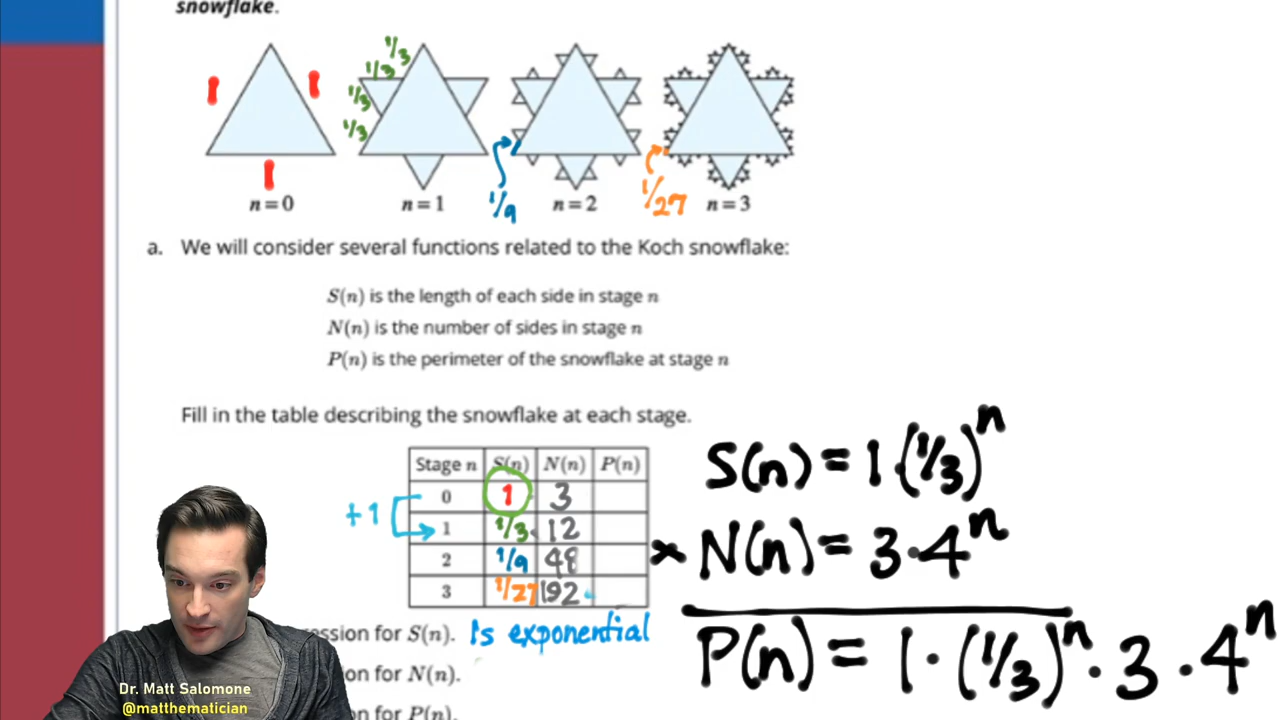 snowflake.
1 1 1
1/3 1/3 1/3 1/3
1/9
1/27
n=0 n=1 n=2 n=3
a. We will consider several functions related to the Koch snowflake:
S(n) is the length of each side in stage n
N(n) is the number of sides in stage n
P(n) is the perimeter of the snowflake at stage n
Fill in the table describing the snowflake at each stage.
Stage n S(n) N(n) P(n)
0 1 3
+1
1 1/3 12
2 1/9 48
3 1/27 192
ession for S(n). Is exponential
ion for N(n).
on for P(n).
S(n) = 1·(1/3)^n
× N(n) = 3·4^n
P(n) = 1·(1/3)^n·3·4^n
Dr. Matt Salomone
@matthematician